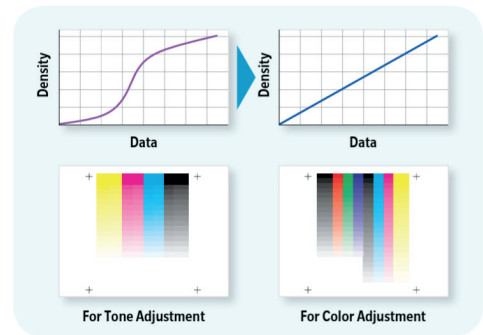 Density
Data
Density
Data
For Tone Adjustment
For Color Adjustment